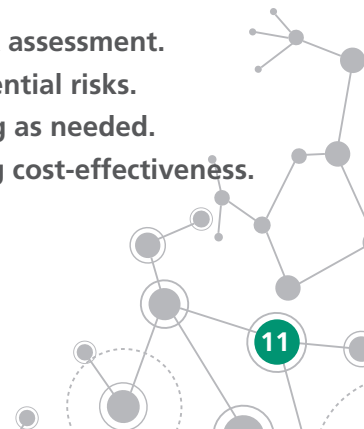 assessment.
ential risks.
g as needed.
g cost-effectiveness.
11